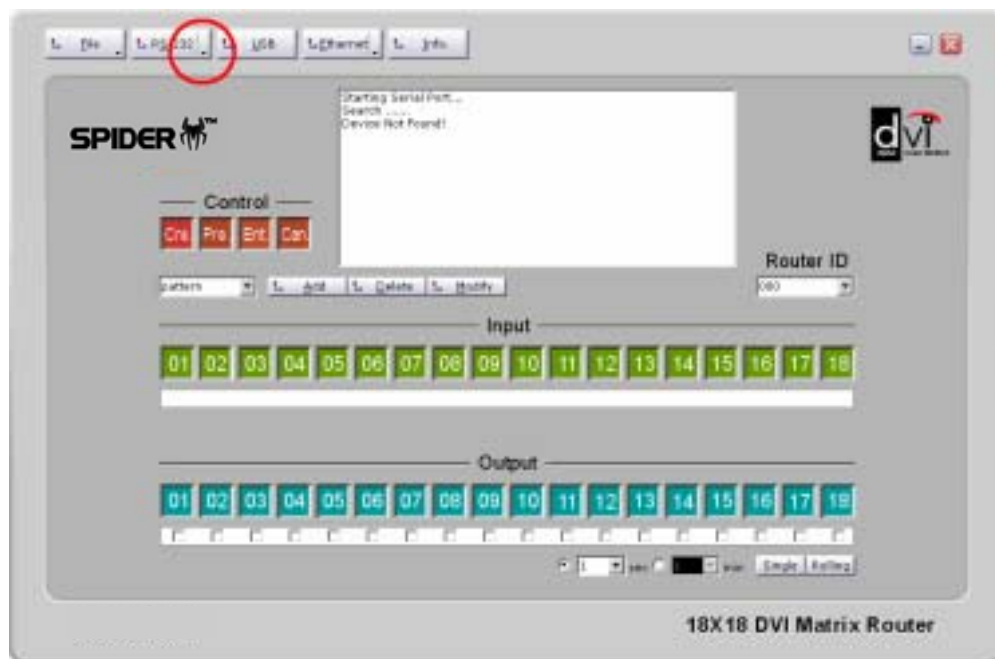 File RS-232 USB Ethernet Info
Starting Serial Port...
Search .....
Device Not Found!
SPIDER™
dvi
Control
Cns Pre Ent Can
Router ID
pattern Add Delete Modify 000
Input
01 02 03 04 05 06 07 08 09 10 11 12 13 14 15 16 17 18
Output
01 02 03 04 05 06 07 08 09 10 11 12 13 14 15 16 17 18
1 sec min Single Rolling
18X18 DVI Matrix Router